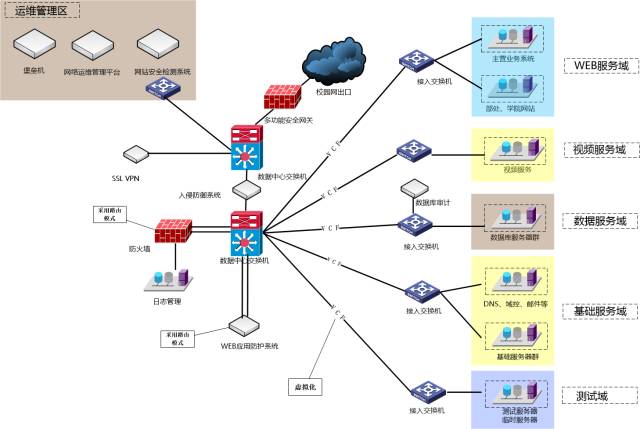 运维管理区
堡垒机
网络运维管理平台
网站安全检测系统
校园网出口
多功能安全网关
数据中心交换机
SSL VPN
入侵防御系统
采用路由
模式
防火墙
数据中心交换机
日志管理
采用路由
模式
WEB应用防护系统
虚拟化
V C P
V C P
V C P
V C P
V C P
接入交换机
主营业务系统
部处、学院网站
WEB服务域
视频服务
视频服务域
数据库审计
接入交换机
数据库服务器群
数据服务域
接入交换机
DNS、域控、邮件等
基础服务器群
基础服务域
接入交换机
测试服务器
临时服务器
测试域